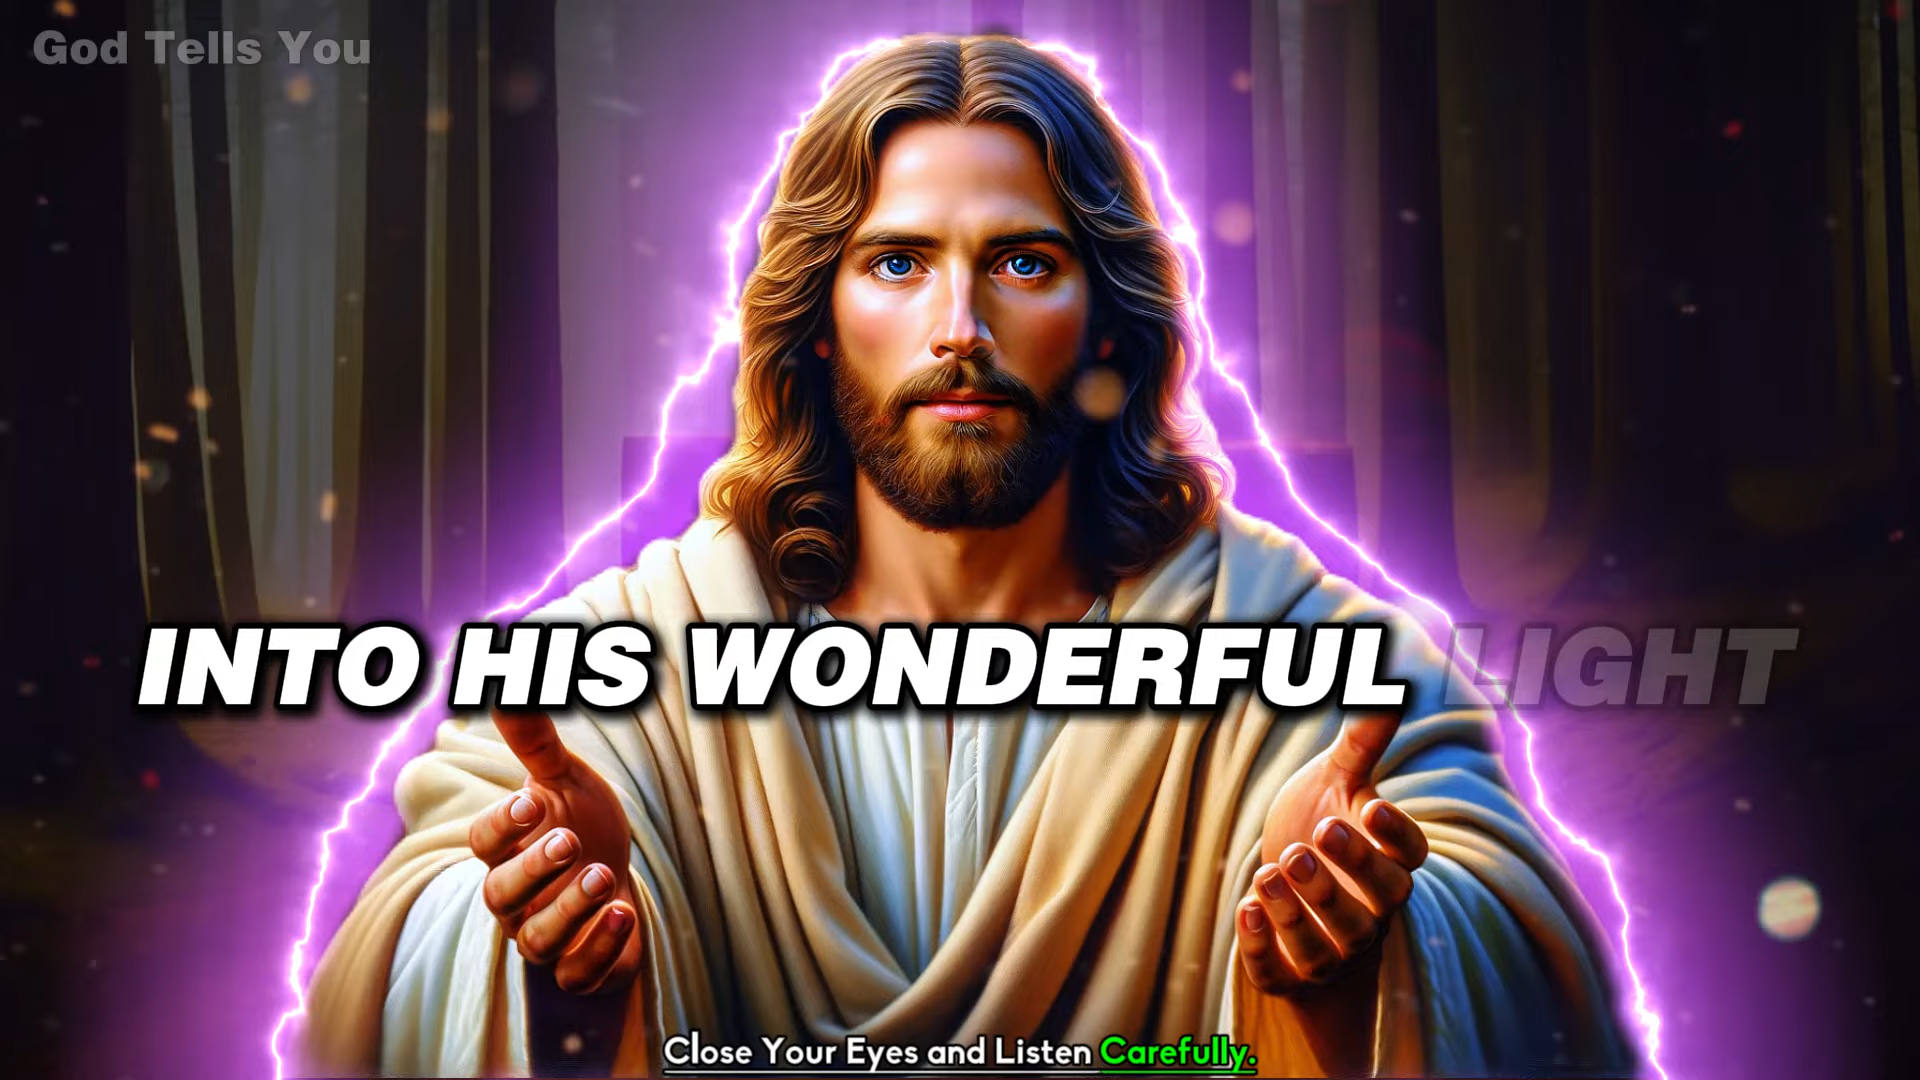 God Tells You
INTO HIS WONDERFUL LIGHT
Close Your Eyes and Listen Carefully.